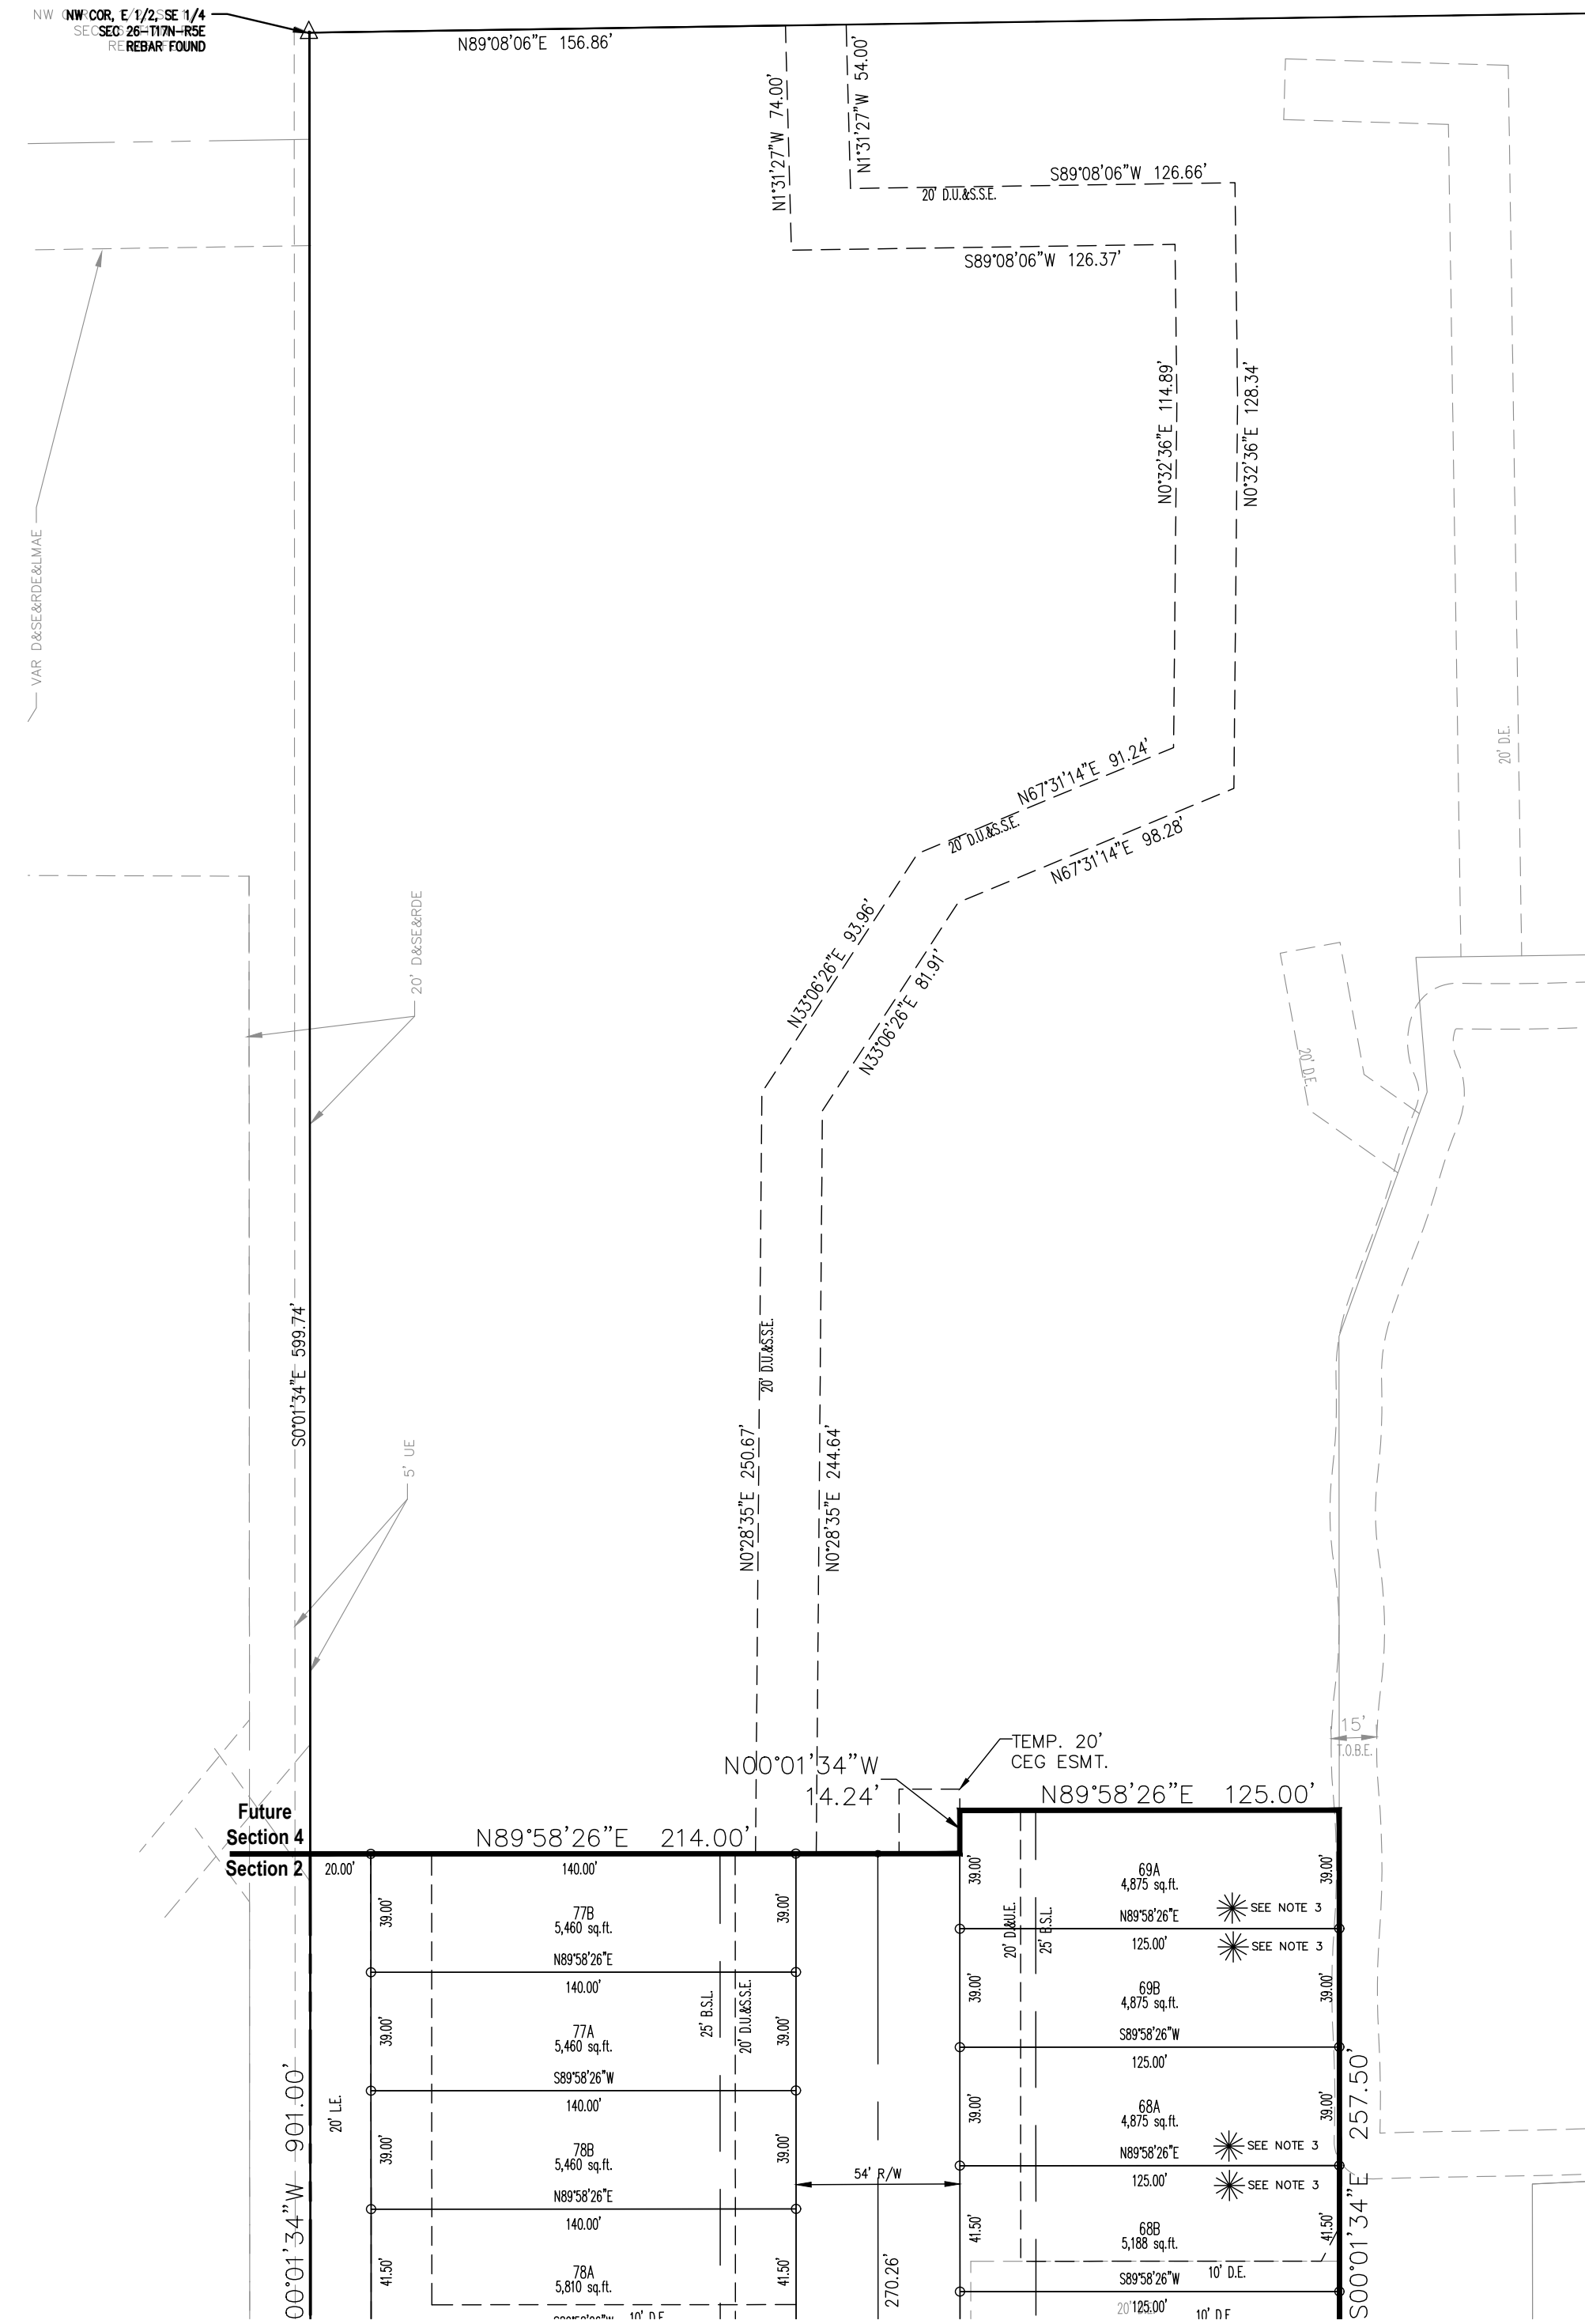 NW COR, E 1/2, SE 1/4
SEC 26-T17N-R5E
REBAR FOUND
N89°08'06"E 156.86'
N1°31'27"W 74.00'
N1°31'27"W 54.00'
S89°08'06"W 126.66'
20' D.U.&S.S.E.
S89°08'06"W 126.37'
N0°32'36"E 114.89'
N0°32'36"E 128.34'
VAR D&SE&RDE&LMAE
20' D.E.
N67°31'14"E 91.24'
20' D.U.&S.S.E.
N67°31'14"E 98.28'
20' D&SE&RDE
N33°06'26"E 93.96'
N33°06'26"E 81.91'
20' D.E.
S0°01'34"E 599.74'
20' D.U.&S.S.E.
5' UE
N0°28'35"E 250.67'
N0°28'35"E 244.64'
15'
T.O.B.E.
TEMP. 20'
CEG ESMT.
N00°01'34"W
14.24'
N89°58'26"E 125.00'
Future
Section 4
Section 2
N89°58'26"E 214.00'
20.00'
140.00'
39.00'
77B
5,460 sq.ft.
39.00'
N89°58'26"E
140.00'
39.00'
77A
5,460 sq.ft.
25' B.S.L.
20' D.U.&S.S.E.
39.00'
S89°58'26"W
140.00'
20' L.E.
39.00'
78B
5,460 sq.ft.
39.00'
N89°58'26"E
140.00'
41.50'
78A
5,810 sq.ft.
41.50'
10' D.E.
00°01'34"W 901.00'
54' R/W
270.26'
39.00'
69A
4,875 sq.ft.
39.00'
SEE NOTE 3
N89°58'26"E
125.00'
20' D.&U.E.
25' B.S.L.
SEE NOTE 3
39.00'
69B
4,875 sq.ft.
39.00'
S89°58'26"W
125.00'
39.00'
68A
4,875 sq.ft.
39.00'
SEE NOTE 3
N89°58'26"E
125.00'
SEE NOTE 3
41.50'
68B
5,188 sq.ft.
41.50'
10' D.E.
S89°58'26"W
125.00'
10' D.E.
S00°01'34"E 257.50'